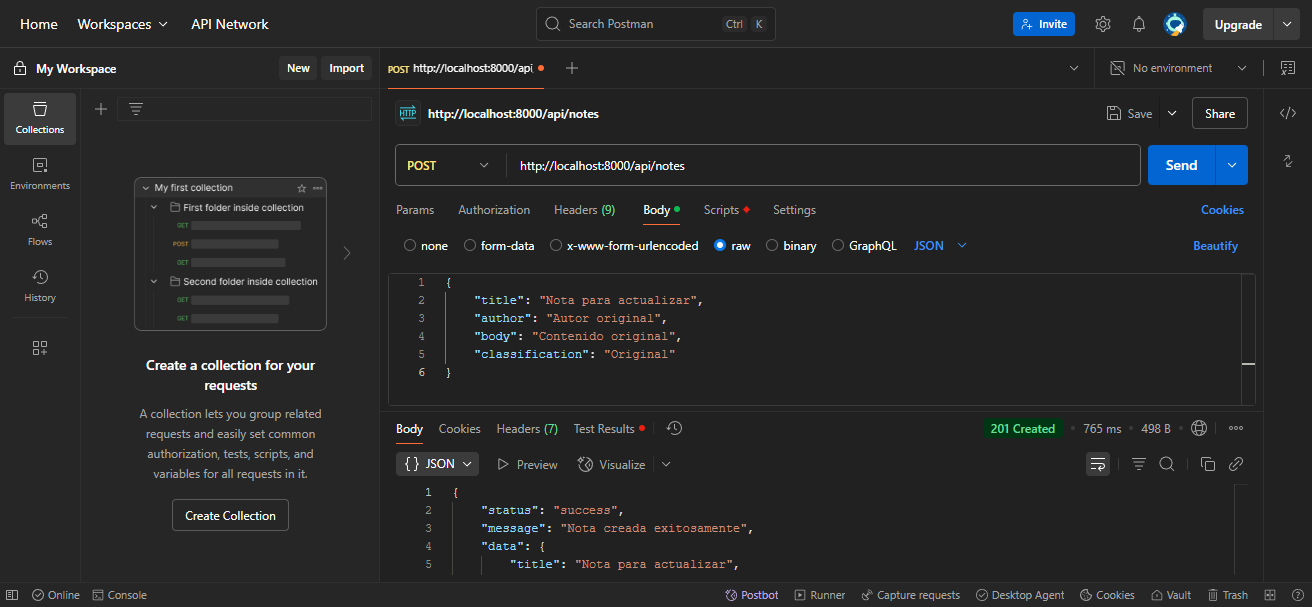 Home Workspaces API Network Search Postman Ctrl K Invite Upgrade
My Workspace New Import POST http://localhost:8000/api, No environment
Collections
Environments
Flows
History
My first collection
First folder inside collection
GET
POST
GET
Second folder inside collection
GET
GET
Create a collection for your
requests
A collection lets you group related
requests and easily set common
authorization, tests, scripts, and
variables for all requests in it.
Create Collection
HTTP http://localhost:8000/api/notes Save Share
POST http://localhost:8000/api/notes Send
Params Authorization Headers (9) Body Scripts Settings Cookies
none form-data x-www-form-urlencoded raw binary GraphQL JSON Beautify
1 {
2 "title": "Nota para actualizar",
3 "author": "Autor original",
4 "body": "Contenido original",
5 "classification": "Original"
6 }
Body Cookies Headers (7) Test Results 201 Created 765 ms 498 B
{} JSON Preview Visualize
1 {
2 "status": "success",
3 "message": "Nota creada exitosamente",
4 "data": {
5 "title": "Nota para actualizar",
Online Console Postbot Runner Capture requests Desktop Agent Cookies Vault Trash